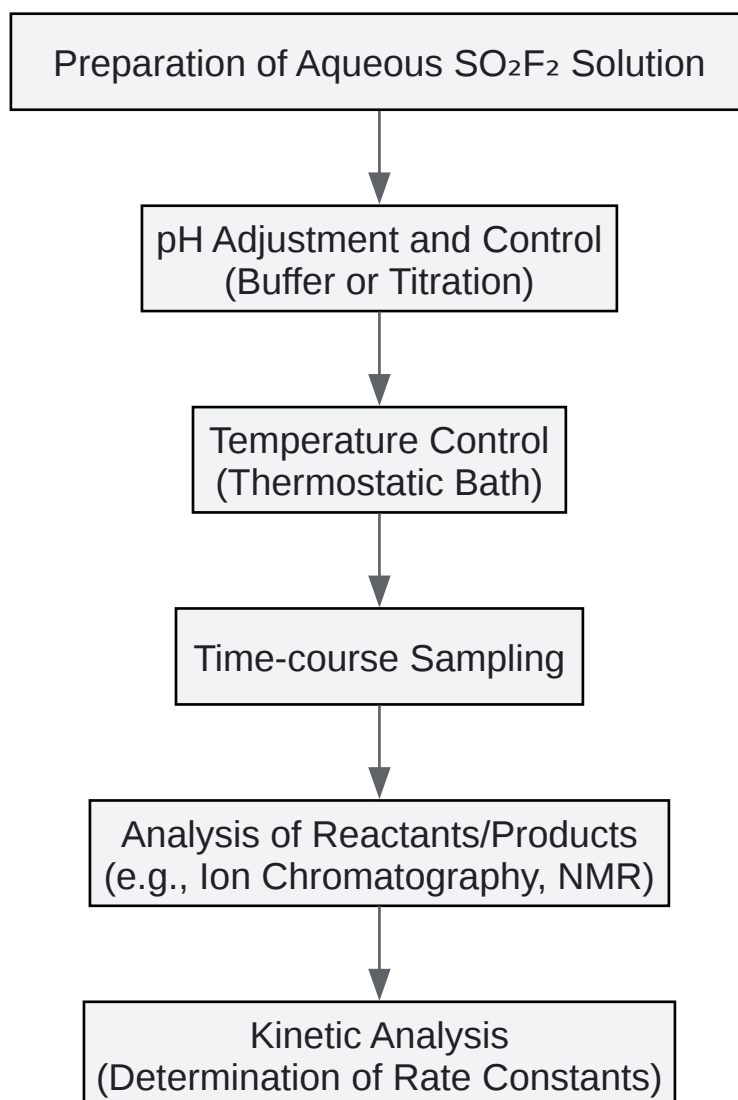 Preparation of Aqueous SO₂F₂ Solution
pH Adjustment and Control
(Buffer or Titration)
Temperature Control
(Thermostatic Bath)
Time-course Sampling
Analysis of Reactants/Products
(e.g., Ion Chromatography, NMR)
Kinetic Analysis
(Determination of Rate Constants)